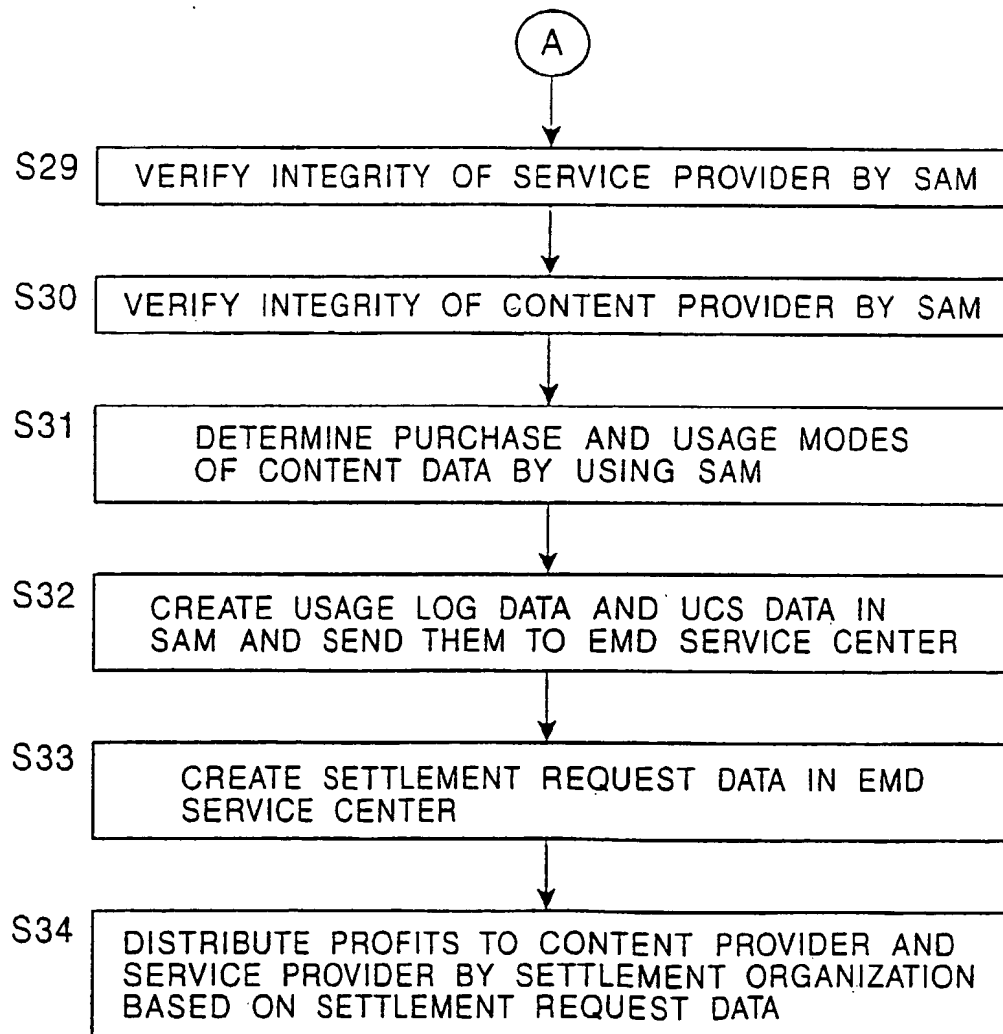 A
S29
VERIFY INTEGRITY OF SERVICE PROVIDER BY SAM
S30
VERIFY INTEGRITY OF CONTENT PROVIDER BY SAM
S31
DETERMINE PURCHASE AND USAGE MODES
OF CONTENT DATA BY USING SAM
S32
CREATE USAGE LOG DATA AND UCS DATA IN
SAM AND SEND THEM TO EMD SERVICE CENTER
S33
CREATE SETTLEMENT REQUEST DATA IN EMD
SERVICE CENTER
S34
DISTRIBUTE PROFITS TO CONTENT PROVIDER AND
SERVICE PROVIDER BY SETTLEMENT ORGANIZATION
BASED ON SETTLEMENT REQUEST DATA